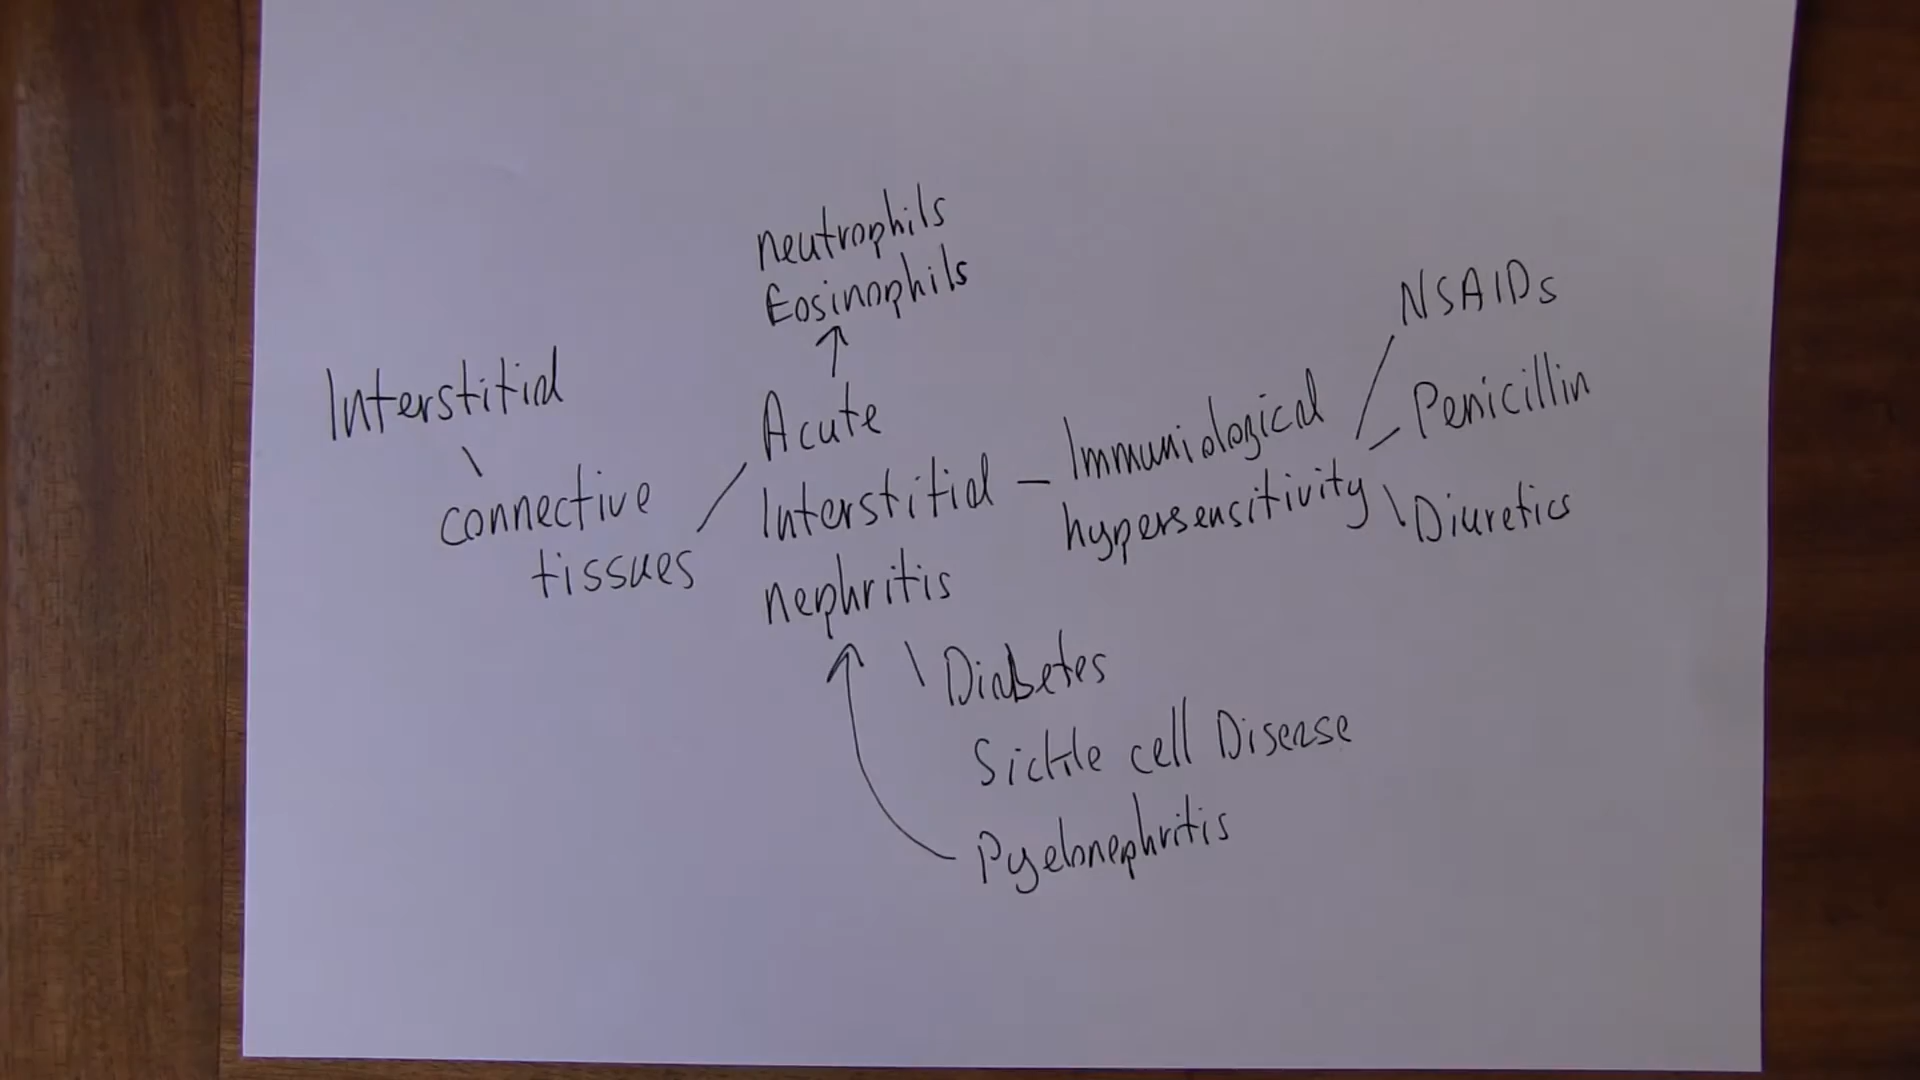 neutrophils
Eosinophils
Interstitial
connective
tissues
Acute
Interstitial
nephritis
Immuniological
hypersensitivity
NSAIDs
Penicillin
Diuretics
Diabetes
Sickle cell Disease
Pyelonephritis